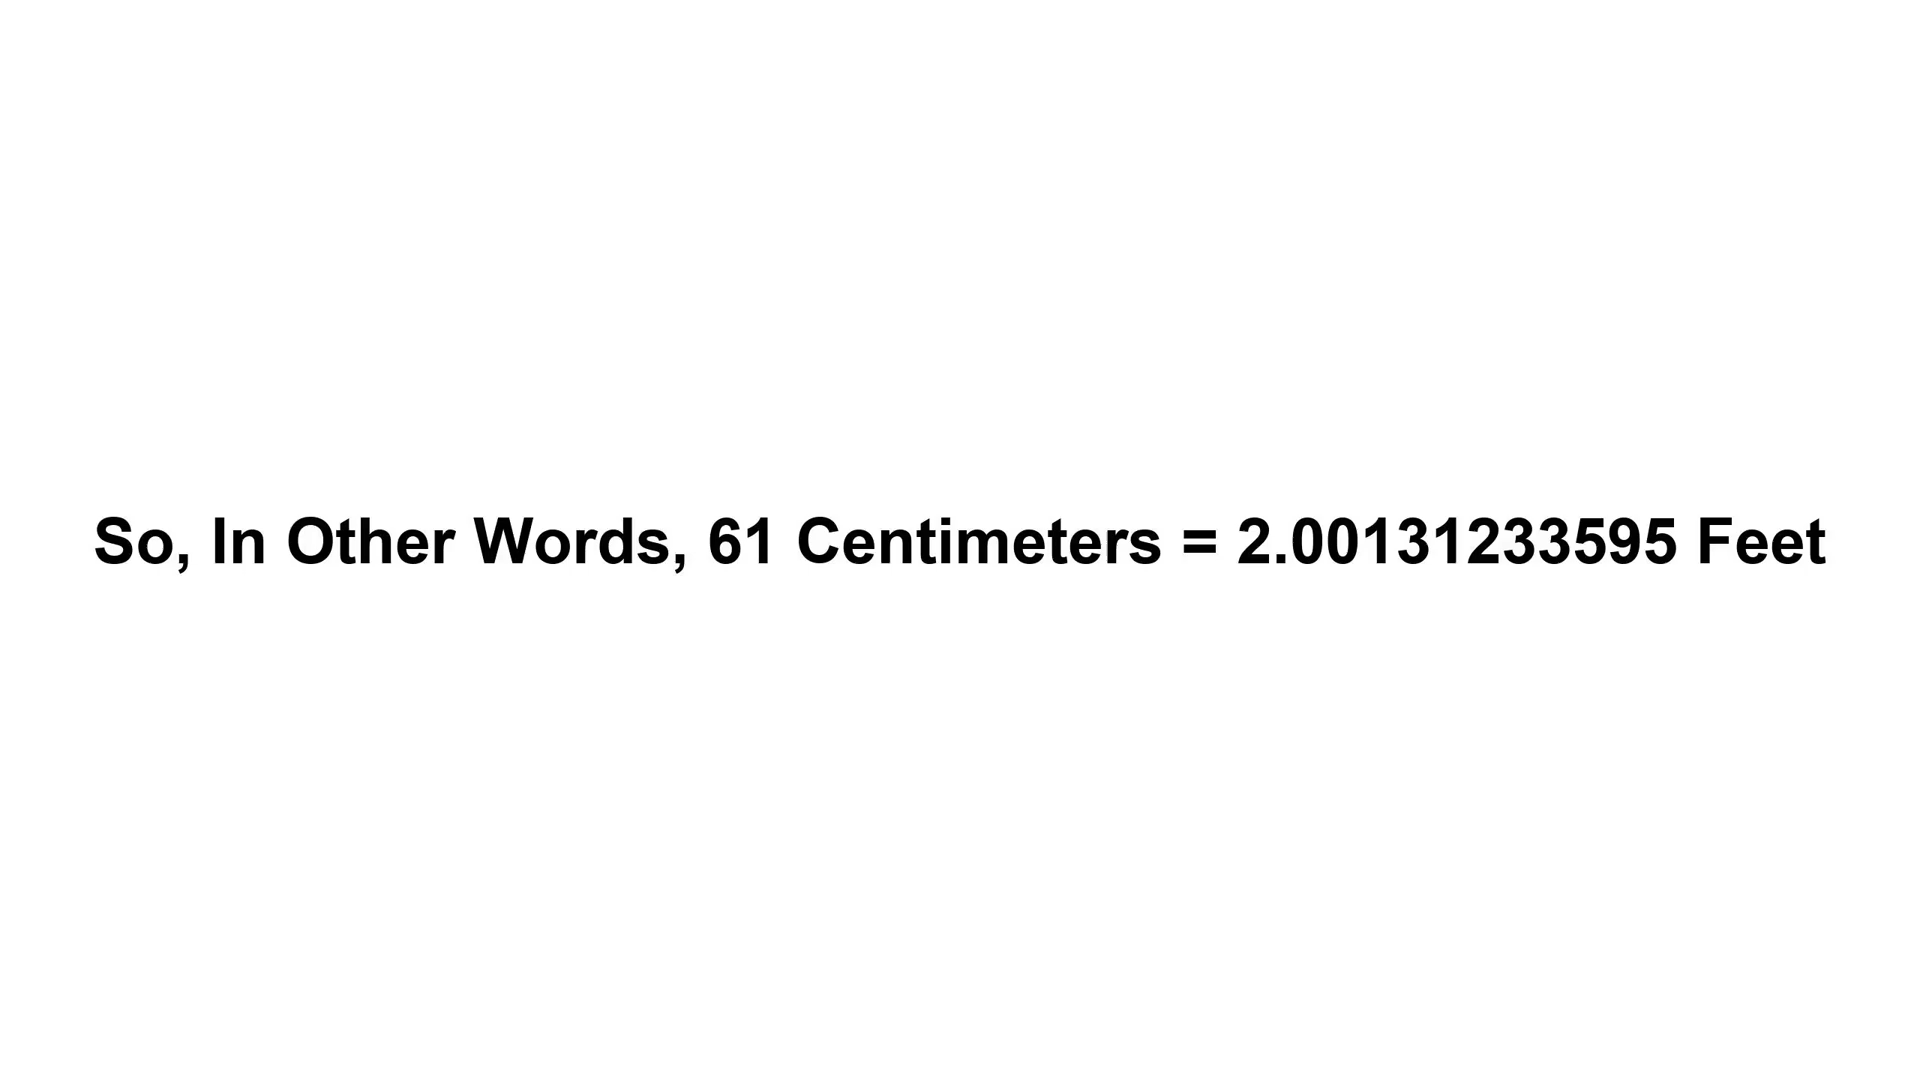 So, In Other Words, 61 Centimeters = 2.00131233595 Feet